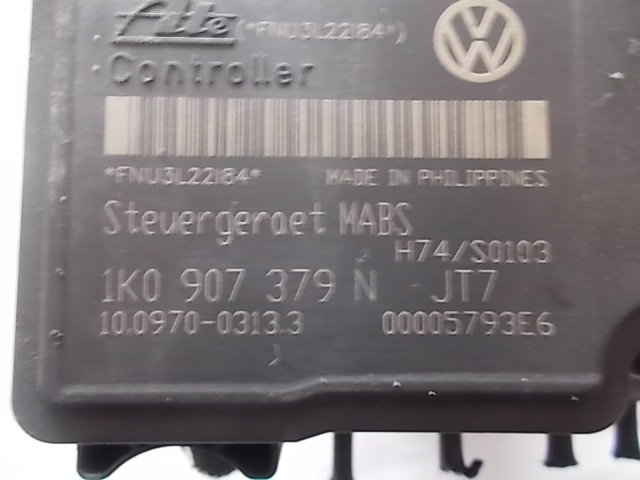 Ate (*FNU3L22184*)
Controller
*FNU3L22184* MADE IN PHILIPPINES
Steuergeraet MABS
H74/S0103
1K0 907 379 N JT7
10.0970-0313.3 00005793E6